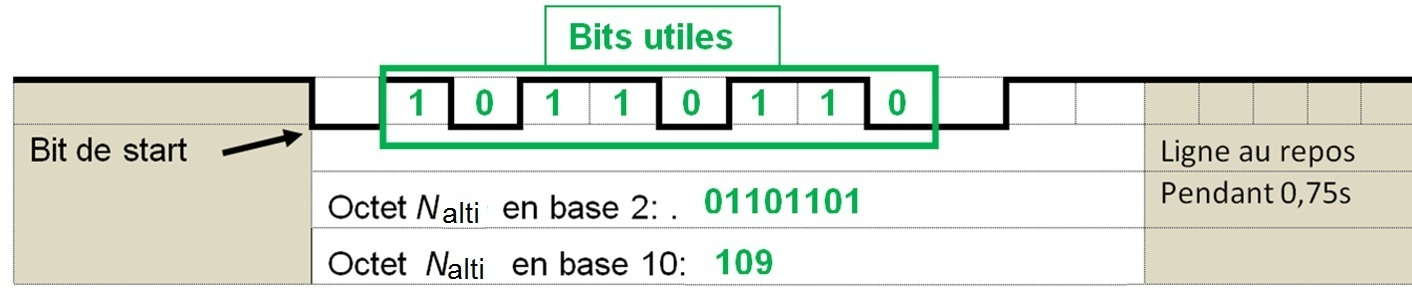 Bits utiles
1 0 1 1 0 1 1 0
Bit de start
Ligne au repos
Pendant 0,75s
Octet Nalti en base 2: . 01101101
Octet Nalti en base 10: 109